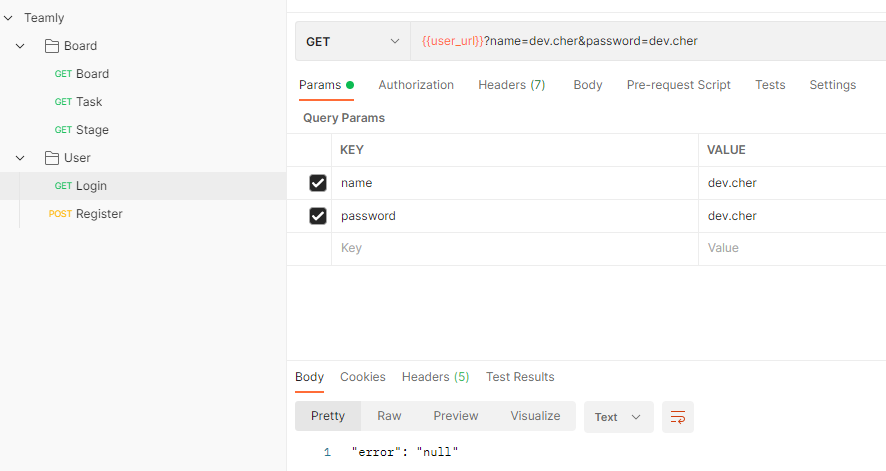 Teamly
Board
GET Board
GET Task
GET Stage
User
GET Login
POST Register
GET {{user_url}}?name=dev.cher&password=dev.cher
Params Authorization Headers (7) Body Pre-request Script Tests Settings
Query Params
KEY VALUE
name dev.cher
password dev.cher
Key Value
Body Cookies Headers (5) Test Results
Pretty Raw Preview Visualize Text
1 "error": "null"